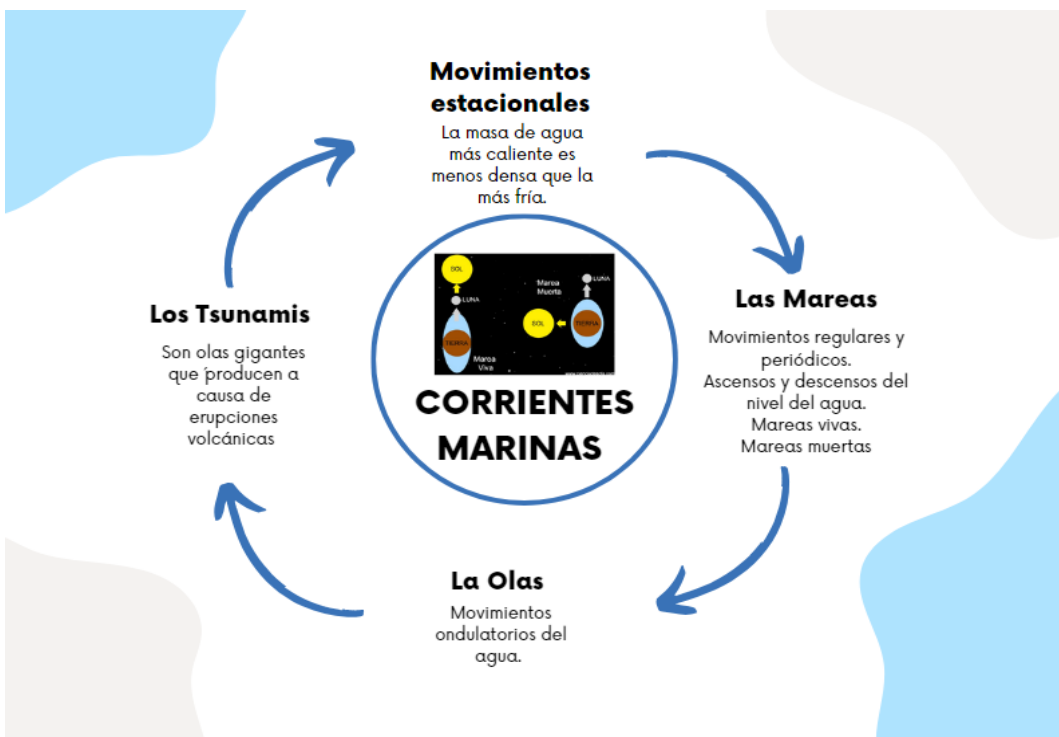 Movimientos
estacionales
La masa de agua
más caliente es
menos densa que la
más fría.
Las Mareas
Movimientos regulares y
periódicos.
Ascensos y descensos del
nivel del agua.
Mareas vivas.
Mareas muertas
La Olas
Movimientos
ondulatorios del
agua.
Los Tsunamis
Son olas gigantes
que ´producen a
causa de
erupciones
volcánicas
SOL
LUNA
TIERRA
Marea
Viva
Marea
Muerta
LUNA
SOL
TIERRA
CORRIENTES
MARINAS